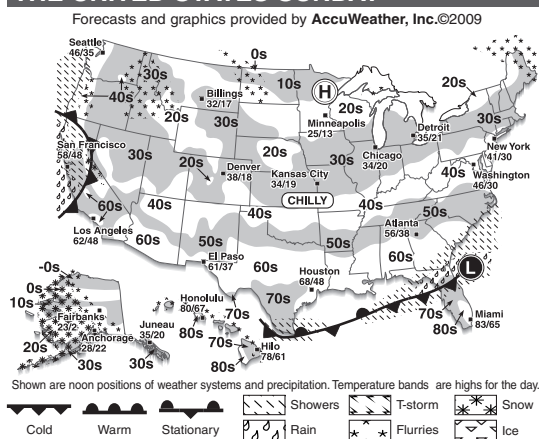 Forecasts and graphics provided by AccuWeather, Inc.©2009
Seattle
46/35
0s
30s
10s
20s
H
40s
Billings
32/17
20s
Minneapolis
25/13
20s
30s
30s
Detroit
35/21
New York
41/30
San Francisco
58/48
30s
20s
20s
Denver
38/18
Kansas City
34/19
30s
Chicago
34/20
40s
Washington
46/30
CHILLY
60s
40s
40s
40s
50s
Los Angeles
62/48
60s
50s
50s
Atlanta
56/38
El Paso
61/37
60s
60s
Houston
68/48
L
-0s
0s
10s
Honolulu
80/67
70s
70s
70s
Miami
83/65
Fairbanks
23/2
Juneau
35/20
80s
80s
Anchorage
28/22
70s
Hilo
78/61
20s
30s
30s
80s
Shown are noon positions of weather systems and precipitation. Temperature bands are highs for the day.
Cold Warm Stationary
Showers T-storm Snow
Rain Flurries Ice